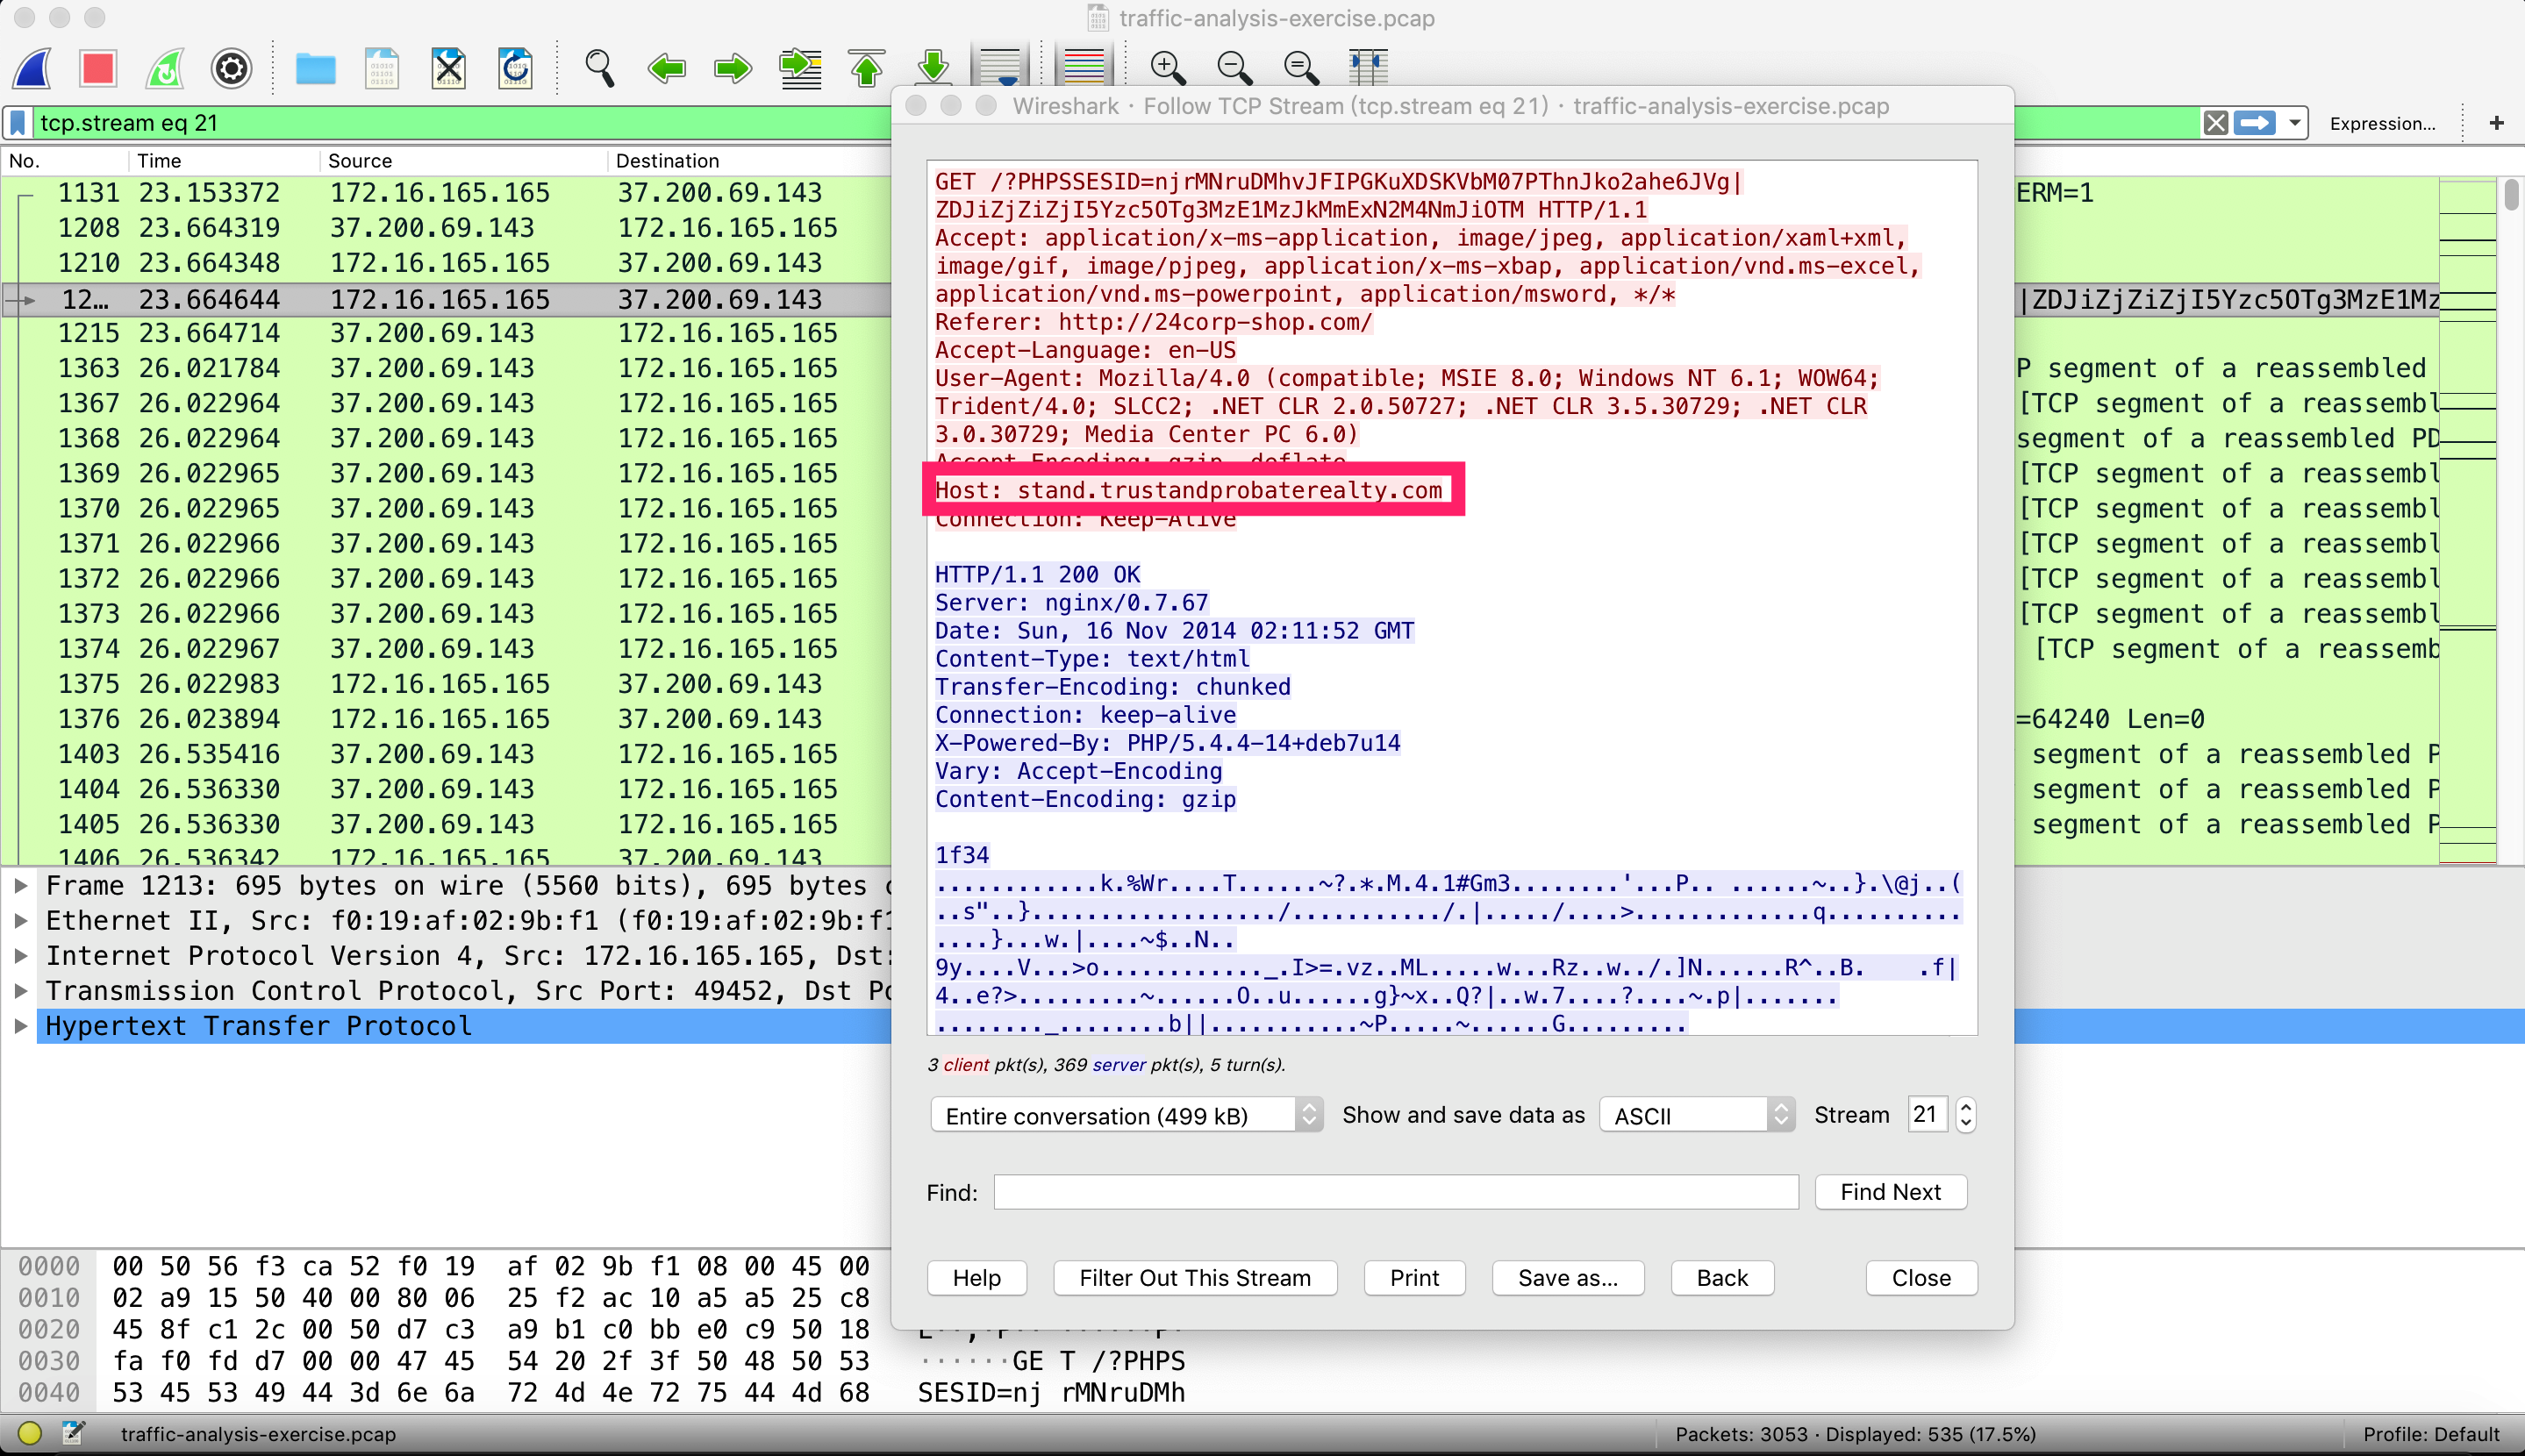 traffic-analysis-exercise.pcap
tcp.stream eq 21
Expression...
+
No. Time Source Destination
1131 23.153372 172.16.165.165 37.200.69.143
1208 23.664319 37.200.69.143 172.16.165.165
1210 23.664348 172.16.165.165 37.200.69.143
12... 23.664644 172.16.165.165 37.200.69.143
1215 23.664714 37.200.69.143 172.16.165.165
1363 26.021784 37.200.69.143 172.16.165.165
1367 26.022964 37.200.69.143 172.16.165.165
1368 26.022964 37.200.69.143 172.16.165.165
1369 26.022965 37.200.69.143 172.16.165.165
1370 26.022965 37.200.69.143 172.16.165.165
1371 26.022966 37.200.69.143 172.16.165.165
1372 26.022966 37.200.69.143 172.16.165.165
1373 26.022966 37.200.69.143 172.16.165.165
1374 26.022967 37.200.69.143 172.16.165.165
1375 26.022983 172.16.165.165 37.200.69.143
1376 26.023894 172.16.165.165 37.200.69.143
1403 26.535416 37.200.69.143 172.16.165.165
1404 26.536330 37.200.69.143 172.16.165.165
1405 26.536330 37.200.69.143 172.16.165.165
1406 26.536342 172.16.165.165 37.200.69.143
ERM=1
|ZDJiZjZiZjI5Yzc5OTg3MzE1Mz
P segment of a reassembled
[TCP segment of a reassembl
segment of a reassembled PD
[TCP segment of a reassembl
[TCP segment of a reassembl
[TCP segment of a reassembl
[TCP segment of a reassembl
[TCP segment of a reassembl
[TCP segment of a reassemb
=64240 Len=0
segment of a reassembled P
segment of a reassembled P
segment of a reassembled P
Wireshark · Follow TCP Stream (tcp.stream eq 21) · traffic-analysis-exercise.pcap
GET /?PHPSSESID=njrMNruDMhvJFIPGKuXDSKVbM07PThnJko2ahe6JVg|
ZDJiZjZiZjI5Yzc5OTg3MzE1MzJkMmExN2M4NmJiOTM HTTP/1.1
Accept: application/x-ms-application, image/jpeg, application/xaml+xml,
image/gif, image/pjpeg, application/x-ms-xbap, application/vnd.ms-excel,
application/vnd.ms-powerpoint, application/msword, */*
Referer: http://24corp-shop.com/
Accept-Language: en-US
User-Agent: Mozilla/4.0 (compatible; MSIE 8.0; Windows NT 6.1; WOW64;
Trident/4.0; SLCC2; .NET CLR 2.0.50727; .NET CLR 3.5.30729; .NET CLR
3.0.30729; Media Center PC 6.0)
Accept-Encoding: gzip, deflate
Host: stand.trustandprobaterealty.com
Connection: Keep-Alive
HTTP/1.1 200 OK
Server: nginx/0.7.67
Date: Sun, 16 Nov 2014 02:11:52 GMT
Content-Type: text/html
Transfer-Encoding: chunked
Connection: keep-alive
X-Powered-By: PHP/5.4.4-14+deb7u14
Vary: Accept-Encoding
Content-Encoding: gzip
1f34
............k.%Wr....T......~?.*.M.4.1#Gm3........'...P.. ......~..}.\@j..(
..s"..}................../.........../.|...../....>.............q..........
....}...w.|....~$..N..
9y....V...>o............_.I>=.vz..ML.....w...Rz..w../.]N......R^..B. .f|
4..e?>.........~......O..u......g}~x..Q?|..w.7....?....~.p|.......
........_........b||...........~P.....~......G.........
3 client pkt(s), 369 server pkt(s), 5 turn(s).
Entire conversation (499 kB) Show and save data as ASCII Stream 21
Find: Find Next
Help Filter Out This Stream Print Save as... Back Close
Frame 1213: 695 bytes on wire (5560 bits), 695 bytes
Ethernet II, Src: f0:19:af:02:9b:f1 (f0:19:af:02:9b:f1
Internet Protocol Version 4, Src: 172.16.165.165, Dst:
Transmission Control Protocol, Src Port: 49452, Dst Po
Hypertext Transfer Protocol
0000 00 50 56 f3 ca 52 f0 19 af 02 9b f1 08 00 45 00
0010 02 a9 15 50 40 00 80 06 25 f2 ac 10 a5 a5 25 c8
0020 45 8f c1 2c 00 50 d7 c3 a9 b1 c0 bb e0 c9 50 18
0030 fa f0 fd d7 00 00 47 45 54 20 2f 3f 50 48 50 53 ······GE T /?PHPS
0040 53 45 53 49 44 3d 6e 6a 72 4d 4e 72 75 44 4d 68 SESID=nj rMNruDMh
traffic-analysis-exercise.pcap
Packets: 3053 · Displayed: 535 (17.5%)
Profile: Default